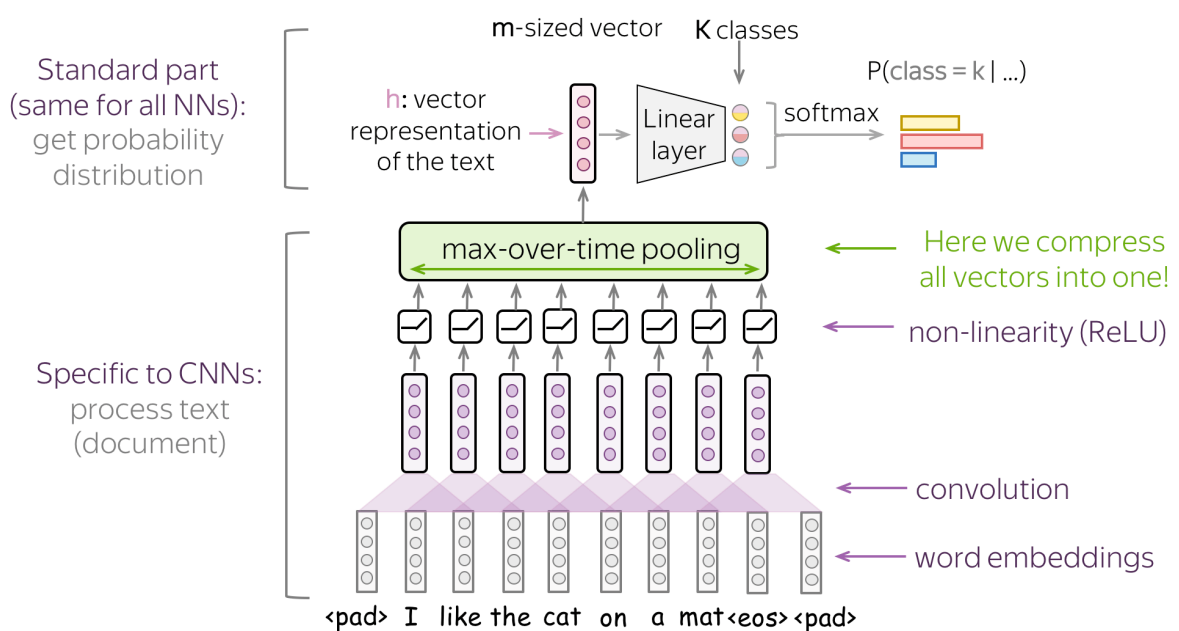 m-sized vector
K classes
Standard part
(same for all NNs):
get probability
distribution
h: vector
representation
of the text
Linear
layer
softmax
P(class = k | ...)
max-over-time pooling
Here we compress
all vectors into one!
non-linearity (ReLU)
Specific to CNNs:
process text
(document)
convolution
word embeddings
<pad> I like the cat on a mat <eos> <pad>